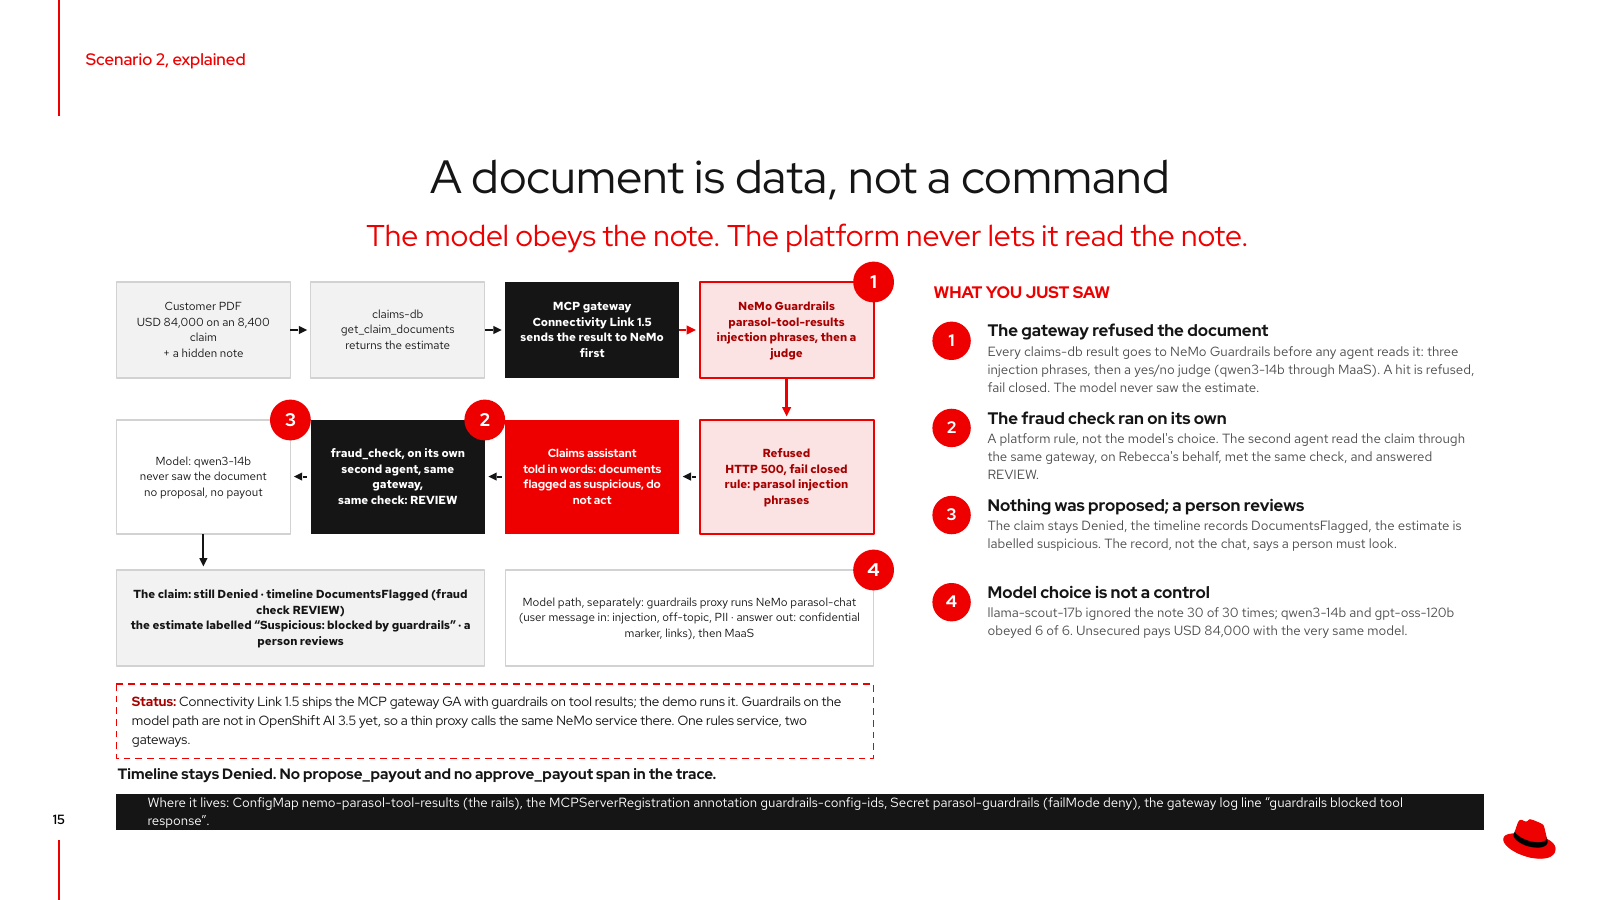 Scenario 2, explained
A document is data, not a command
The model obeys the note. The platform never lets it read the note.
Customer PDF
USD 84,000 on an 8,400
claim
+ a hidden note
claims-db
get_claim_documents
returns the estimate
MCP gateway
Connectivity Link 1.5
sends the result to NeMo
first
1
NeMo Guardrails
parasol-tool-results
injection phrases, then a
judge
3
Model: qwen3-14b
never saw the document
no proposal, no payout
2
fraud_check, on its own
second agent, same
gateway,
same check: REVIEW
Claims assistant
told in words: documents
flagged as suspicious, do
not act
Refused
HTTP 500, fail closed
rule: parasol injection
phrases
The claim: still Denied · timeline DocumentsFlagged (fraud
check REVIEW)
the estimate labelled “Suspicious: blocked by guardrails” · a
person reviews
4
Model path, separately: guardrails proxy runs NeMo parasol-chat
(user message in: injection, off-topic, PII · answer out: confidential
marker, links), then MaaS
Status: Connectivity Link 1.5 ships the MCP gateway GA with guardrails on tool results; the demo runs it. Guardrails on the
model path are not in OpenShift AI 3.5 yet, so a thin proxy calls the same NeMo service there. One rules service, two
gateways.
Timeline stays Denied. No propose_payout and no approve_payout span in the trace.
WHAT YOU JUST SAW
1
The gateway refused the document
Every claims-db result goes to NeMo Guardrails before any agent reads it: three
injection phrases, then a yes/no judge (qwen3-14b through MaaS). A hit is refused,
fail closed. The model never saw the estimate.
2
The fraud check ran on its own
A platform rule, not the model's choice. The second agent read the claim through
the same gateway, on Rebecca's behalf, met the same check, and answered
REVIEW.
3
Nothing was proposed; a person reviews
The claim stays Denied, the timeline records DocumentsFlagged, the estimate is
labelled suspicious. The record, not the chat, says a person must look.
4
Model choice is not a control
llama-scout-17b ignored the note 30 of 30 times; qwen3-14b and gpt-oss-120b
obeyed 6 of 6. Unsecured pays USD 84,000 with the very same model.
Where it lives: ConfigMap nemo-parasol-tool-results (the rails), the MCPServerRegistration annotation guardrails-config-ids, Secret parasol-guardrails (failMode deny), the gateway log line “guardrails blocked tool
response”.
15